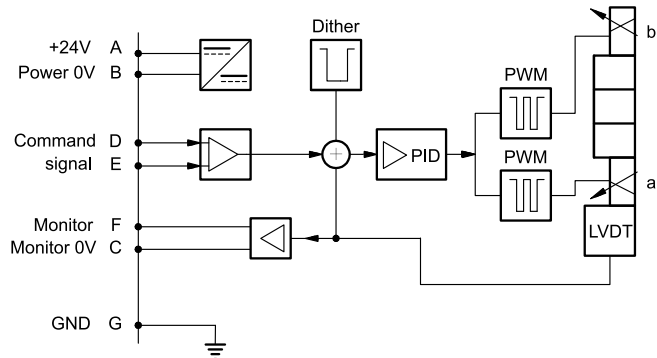 Dither
b
+24V A
Power 0V B
PWM
Command D
signal E
PID
PWM
a
Monitor F
Monitor 0V C
LVDT
GND G